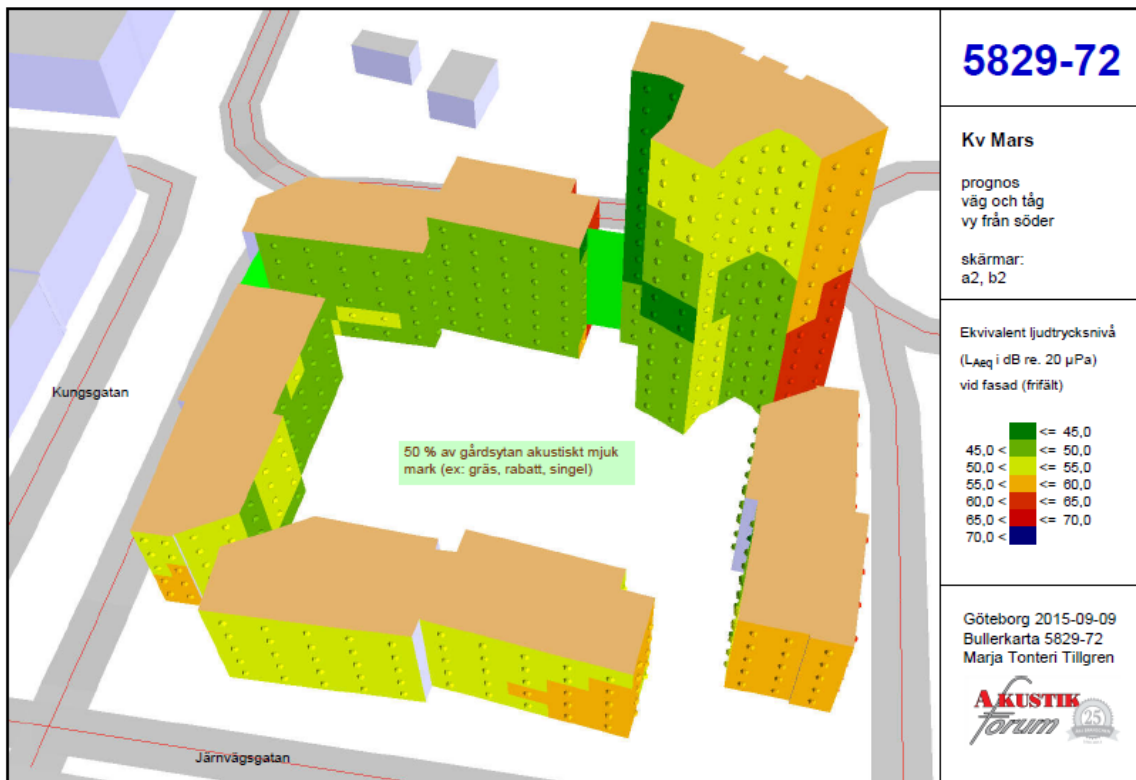 5829-72
Kv Mars
prognos
väg och tåg
vy från söder
skärmar:
a2, b2
Ekvivalent ljudtrycksnivå
(LAeq i dB re. 20 µPa)
vid fasad (frifält)
<= 45,0
45,0 < <= 50,0
50,0 < <= 55,0
55,0 < <= 60,0
60,0 < <= 65,0
65,0 < <= 70,0
70,0 <
Kungsgatan
50 % av gårdsytan akustiskt mjuk
mark (ex: gräs, rabatt, singel)
Järnvägsgatan
Göteborg 2015-09-09
Bullerkarta 5829-72
Marja Tonteri Tillgren
AKUSTIK
forum
25